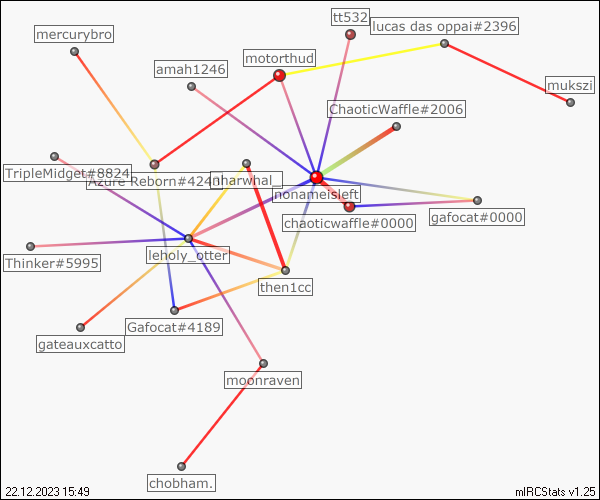 tt532
lucas das oppai#2396
mercurybro
motorthud
amah1246
mukszi
ChaoticWaffle#2006
TripleMidget#8824
Azure Reborn#424
nharwhal_
nonameisleft
chaoticwaffle#0000
gafocat#0000
Thinker#5995
leholy_otter
then1cc
Gafocat#4189
gateauxcatto
moonraven
chobham.
22.12.2023 15:49
mIRCStats v1.25